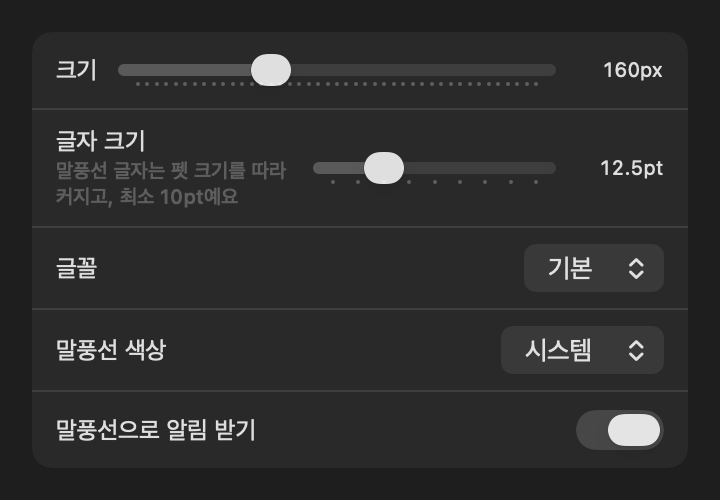 크기
160px
글자 크기
말풍선 글자는 펫 크기를 따라
커지고, 최소 10pt예요
12.5pt
글꼴
기본
말풍선 색상
시스템
말풍선으로 알림 받기